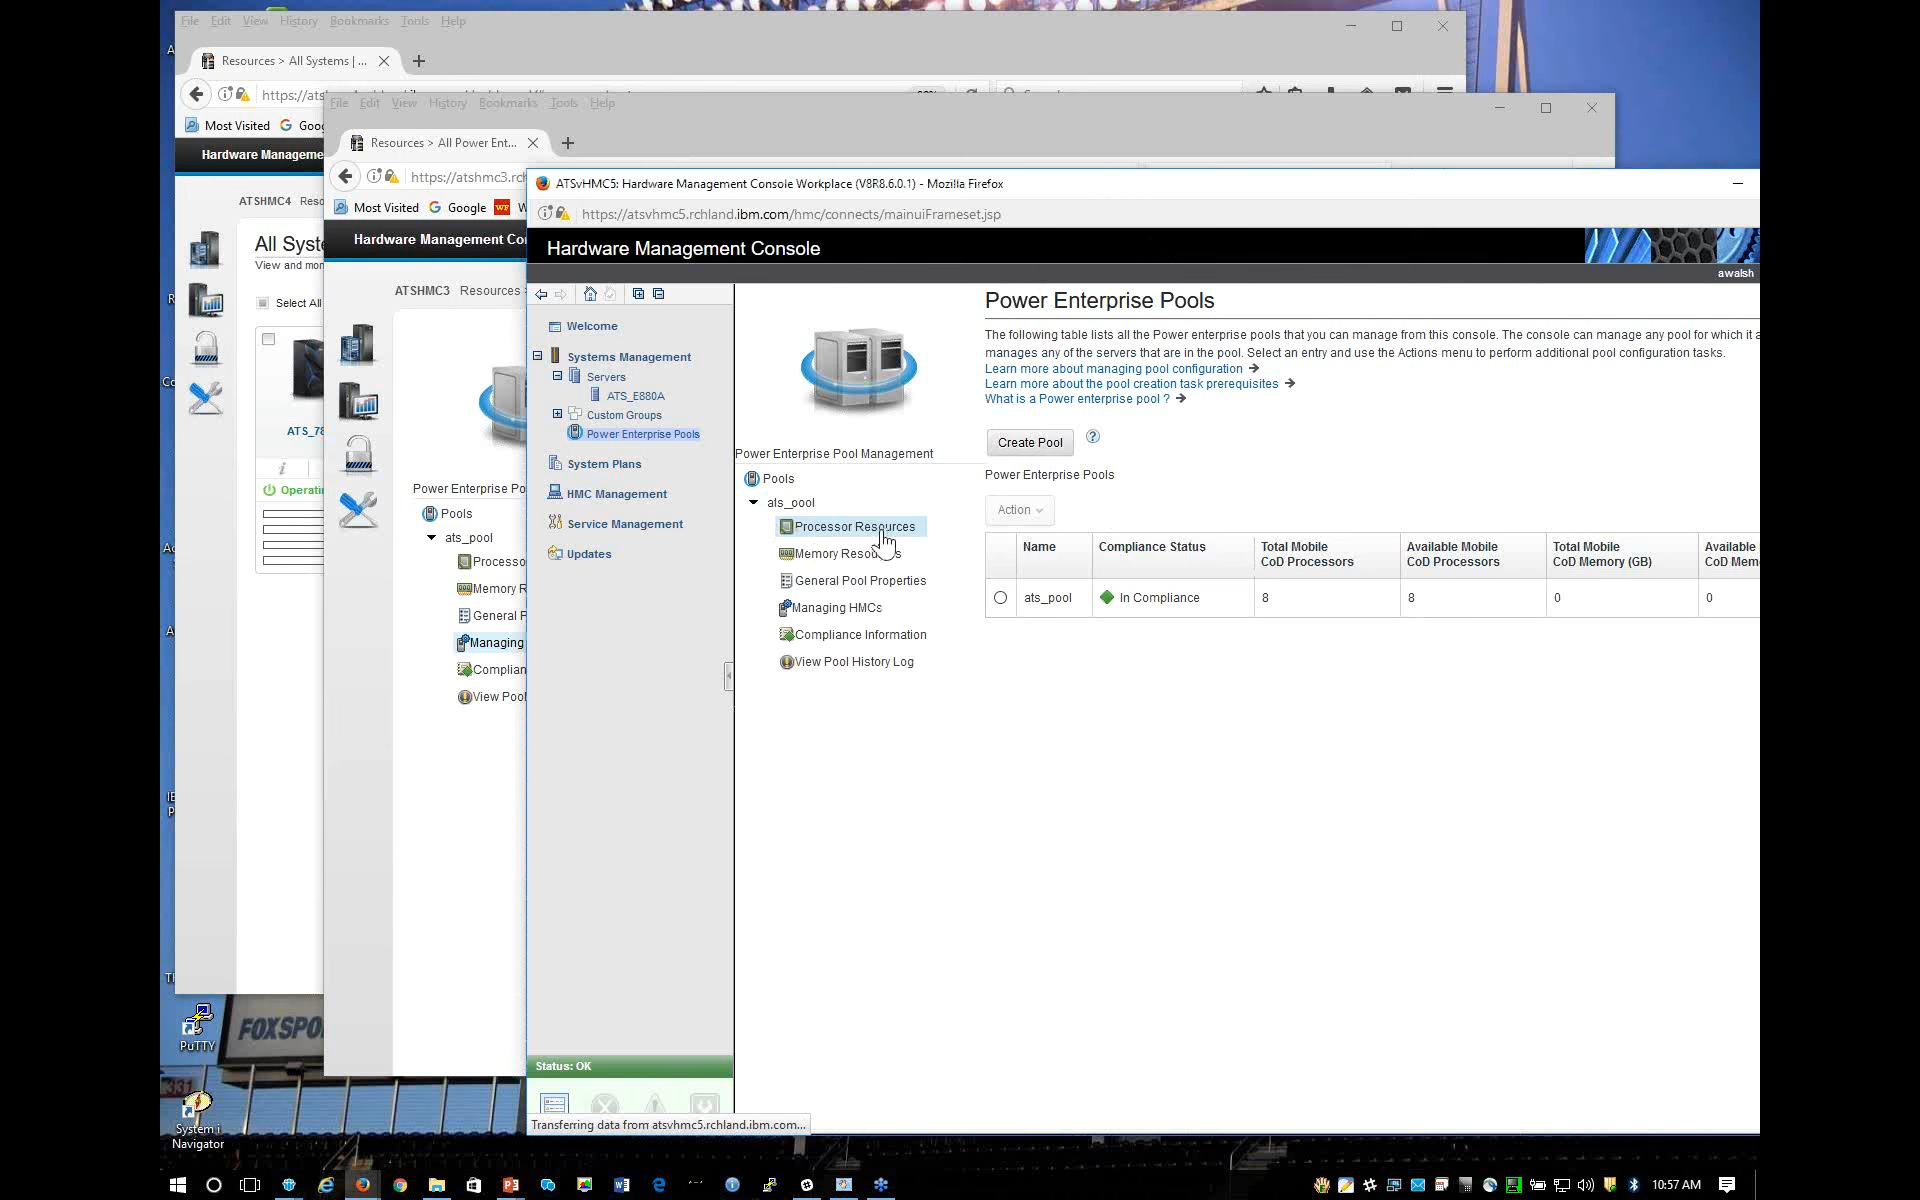 File Edit View History Bookmarks Tools Help
Resources > All Systems | ...
https://ats
Most Visited Goo
Hardware Manageme
ATSHMC4 Reso
All Syste
View and mon
Select All
ATS_78
Operatin
File Edit View History Bookmarks Tools Help
Resources > All Power Ent...
https://atshmc3.rch
Most Visited Google W
Hardware Management Con
ATSHMC3 Resources
Power Enterprise Po
Pools
ats_pool
Processo
Memory R
General P
Managing
Complian
View Pool
ATSvHMC5: Hardware Management Console Workplace (V8R8.6.0.1) - Mozilla Firefox
https://atsvhmc5.rchland.ibm.com/hmc/connects/mainuiFrameset.jsp
Hardware Management Console
awalsh
Welcome
Systems Management
Servers
ATS_E880A
Custom Groups
Power Enterprise Pools
System Plans
HMC Management
Service Management
Updates
Status: OK
Transferring data from atsvhmc5.rchland.ibm.com...
Power Enterprise Pool Management
Pools
ats_pool
Processor Resources
Memory Resources
General Pool Properties
Managing HMCs
Compliance Information
View Pool History Log
Power Enterprise Pools
The following table lists all the Power enterprise pools that you can manage from this console. The console can manage any pool for which it a
manages any of the servers that are in the pool. Select an entry and use the Actions menu to perform additional pool configuration tasks.
Learn more about managing pool configuration
Learn more about the pool creation task prerequisites
What is a Power enterprise pool ?
Create Pool
Power Enterprise Pools
Action
Name Compliance Status Total Mobile CoD Processors Available Mobile CoD Processors Total Mobile CoD Memory (GB) Available CoD Mem
ats_pool In Compliance 8 8 0 0
FOXSPO
331
PuTTY
System i
Navigator
10:57 AM